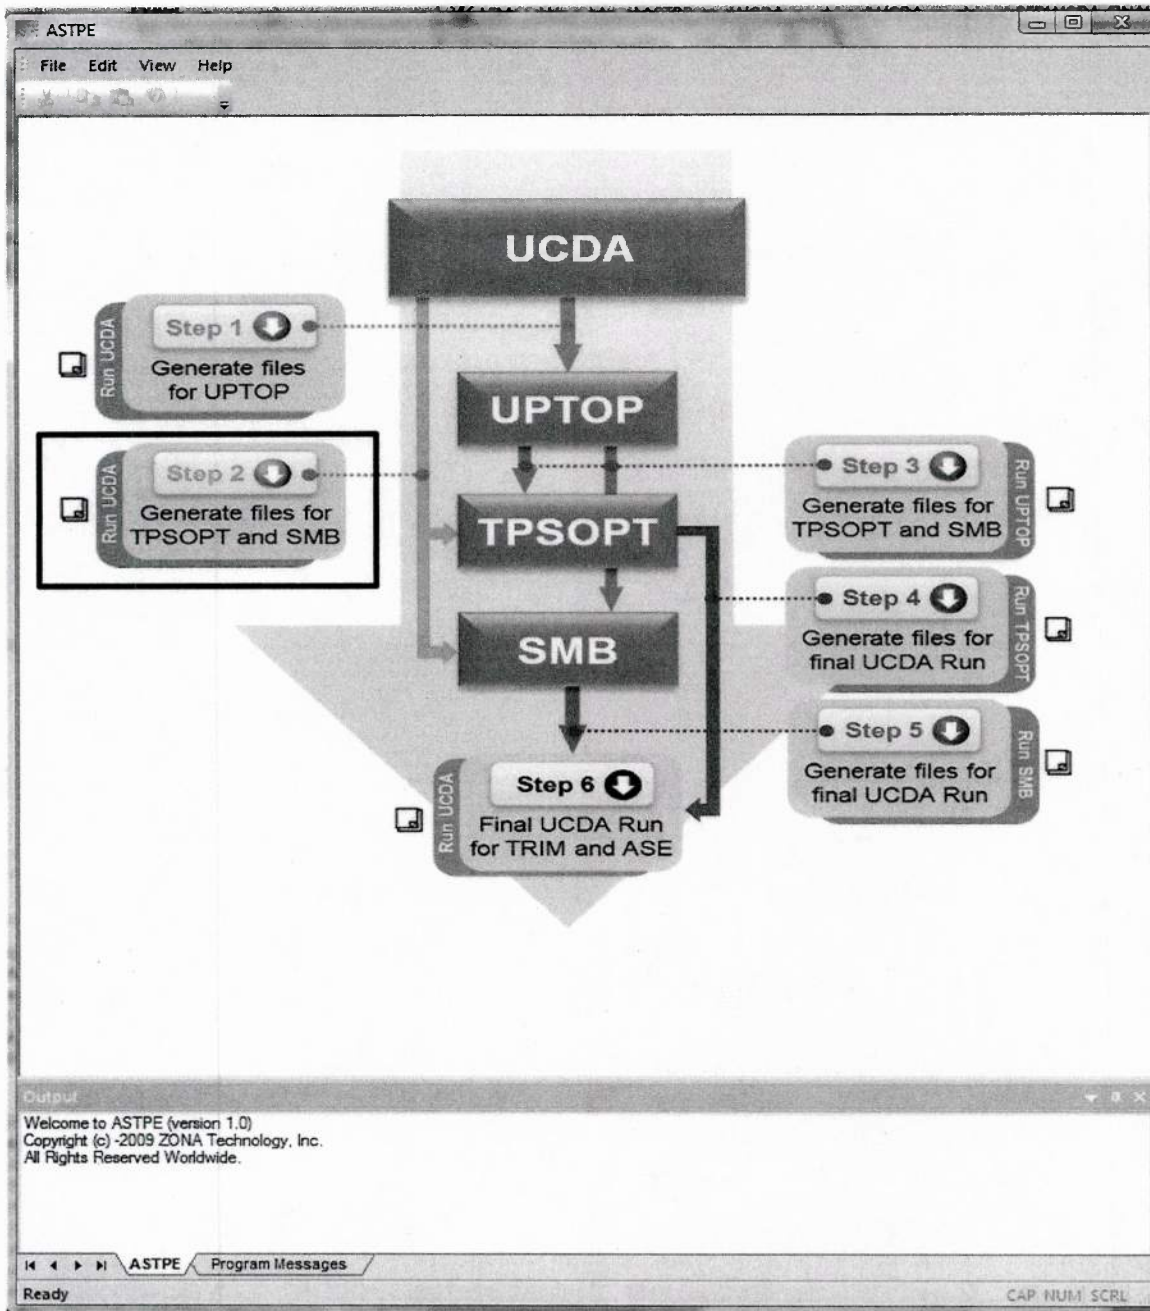 ASTPE
File Edit View Help
UCDA
Run UCDA
Step 1
Generate files
for UPTOP
UPTOP
Run UCDA
Step 2
Generate files for
TPSOPT and SMB
Step 3
Generate files for
TPSOPT and SMB
Run UPTOP
TPSOPT
Step 4
Generate files for
final UCDA Run
Run TPSOPT
SMB
Step 5
Generate files for
final UCDA Run
Run SMB
Run UCDA
Step 6
Final UCDA Run
for TRIM and ASE
Output
Welcome to ASTPE (version 1.0)
Copyright (c) -2009 ZONA Technology, Inc.
All Rights Reserved Worldwide.
ASTPE Program Messages
Ready CAP NUM SCRL